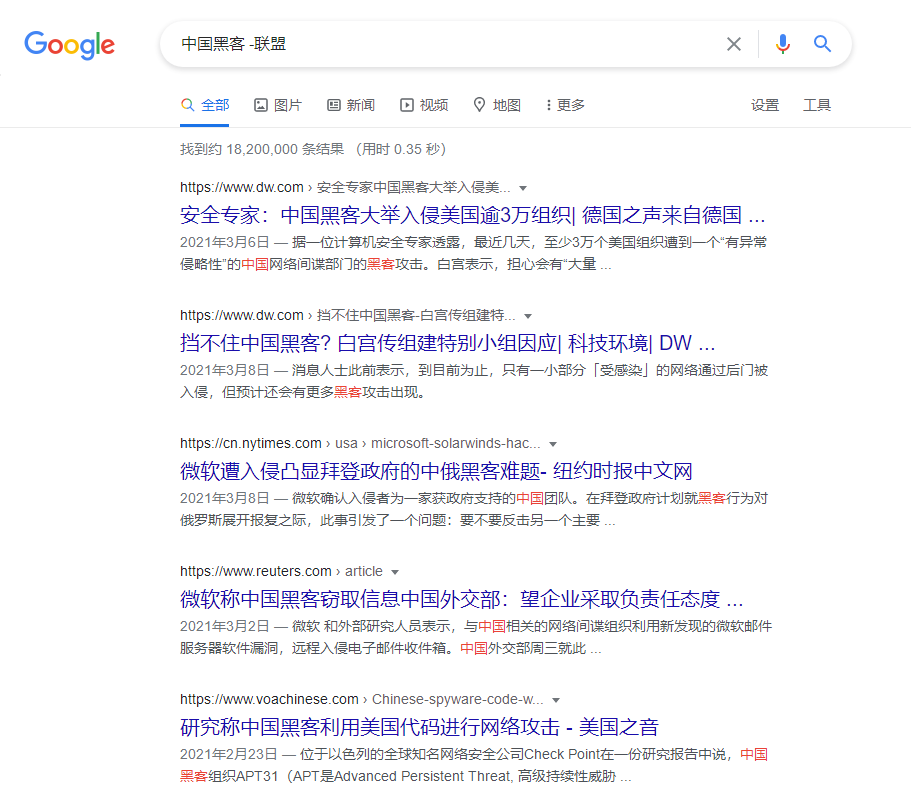 Google
中国黑客 -联盟
全部 图片 新闻 视频 地图 更多 设置 工具
找到约 18,200,000 条结果 （用时 0.35 秒）
https://www.dw.com › 安全专家中国黑客大举入侵美...
安全专家：中国黑客大举入侵美国逾3万组织| 德国之声来自德国 ...
2021年3月6日 — 据一位计算机安全专家透露，最近几天，至少3万个美国组织遭到一个“有异常
侵略性”的中国网络间谍部门的黑客攻击。白宫表示，担心会有“大量 ...
https://www.dw.com › 挡不住中国黑客-白宫传组建特...
挡不住中国黑客? 白宫传组建特别小组因应| 科技环境| DW ...
2021年3月8日 — 消息人士此前表示，到目前为止，只有一小部分「受感染」的网络通过后门被
入侵，但预计还会有更多黑客攻击出现。
https://cn.nytimes.com › usa › microsoft-solarwinds-hac...
微软遭入侵凸显拜登政府的中俄黑客难题- 纽约时报中文网
2021年3月8日 — 微软确认入侵者为一家获政府支持的中国团队。在拜登政府计划就黑客行为对
俄罗斯展开报复之际，此事引发了一个问题：要不要反击另一个主要 ...
https://www.reuters.com › article
微软称中国黑客窃取信息中国外交部：望企业采取负责任态度 ...
2021年3月2日 — 微软 和外部研究人员表示，与中国相关的网络间谍组织利用新发现的微软邮件
服务器软件漏洞，远程入侵电子邮件收件箱。中国外交部周三就此 ...
https://www.voachinese.com › Chinese-spyware-code-w...
研究称中国黑客利用美国代码进行网络攻击 - 美国之音
2021年2月23日 — 位于以色列的全球知名网络安全公司Check Point在一份研究报告中说，中国
黑客组织APT31（APT是Advanced Persistent Threat, 高级持续性威胁 ...